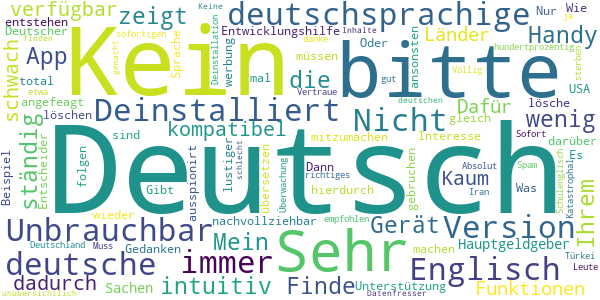 verfügbar zeigt Kein bitte deutschsprachige
entstehen Deutscher finden App
Sprache Deinstallation sofortigen Keine
Entwicklungshilfe werbung Oder mal müssen
Nur Wie ja Länder Handy
Inhalte danke ansonsten hundertprozentig sterben
schwach total etwa angefeagt löschen
Deinstalliert gemacht die gut Völlig Dafür USA
Vertraue deutschen gleich lösche
kompatibel Nicht wenig
ständig Entscheider sind mitzumachen Interesse Sofort darüber
Beispiel folgen Gibt ausspioniert lustiger schlecht übersetzen Überwachung
Deutsch
Dann richtiges hierdurch gebrauchen Kaum Absolut Iran Was Spam Schulenglisch Katastrophal Es Ihrem
Unbrauchbar wieder nachvollziehbar empfohlen Gerät Version
Deutschland Gedanken Mein Sehr machen Hauptgeldgeber Türkei
deutsche Muss immer Englisch Leute
dadurch Sachen intuitiv Finde Unterstützung Funktionen
unübersichtlich Datenfresser